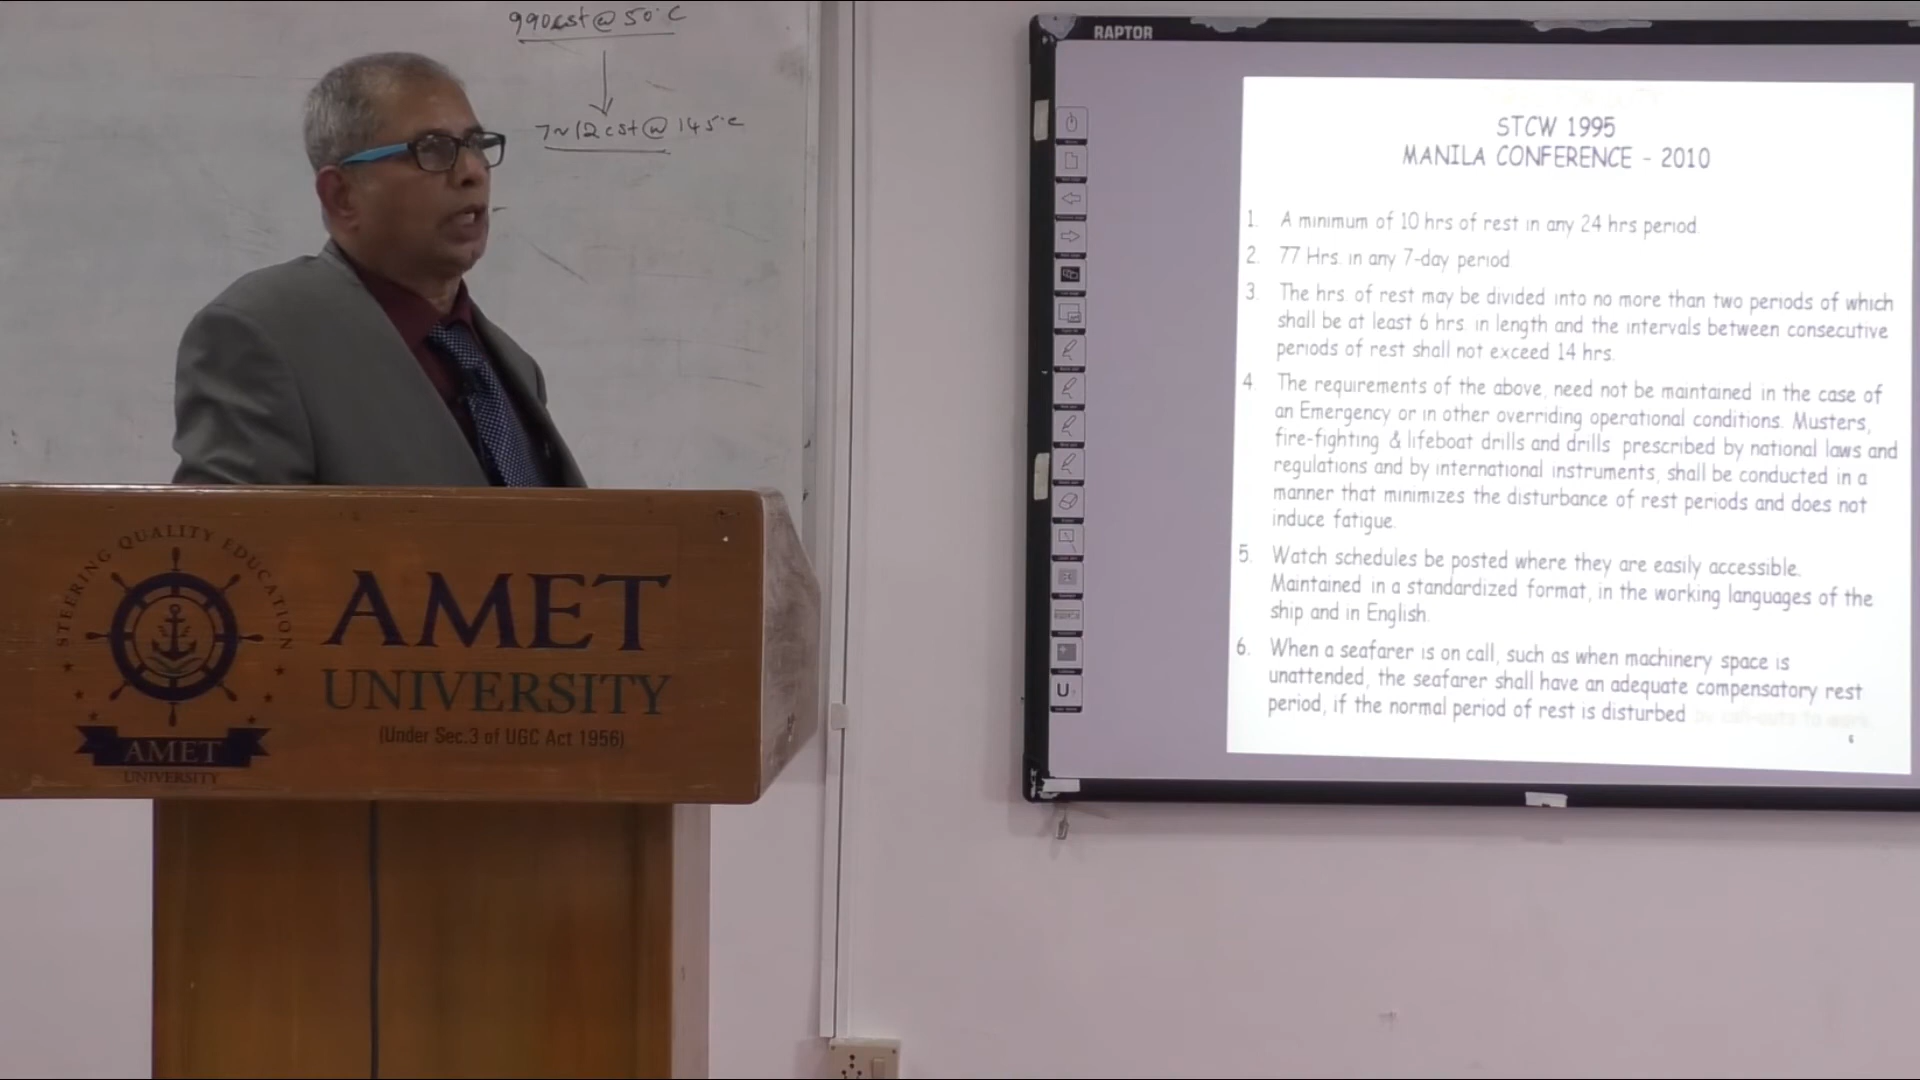 990cst@50°C
7~12cst@145°C
RAPTOR
STCW 1995
MANILA CONFERENCE - 2010
1. A minimum of 10 hrs of rest in any 24 hrs period.
2. 77 Hrs. in any 7-day period
3. The hrs. of rest may be divided into no more than two periods of which
shall be at least 6 hrs. in length and the intervals between consecutive
periods of rest shall not exceed 14 hrs.
4. The requirements of the above, need not be maintained in the case of
an Emergency or in other overriding operational conditions. Musters,
fire-fighting & lifeboat drills and drills prescribed by national laws and
regulations and by international instruments, shall be conducted in a
manner that minimizes the disturbance of rest periods and does not
induce fatigue.
5. Watch schedules be posted where they are easily accessible.
Maintained in a standardized format, in the working languages of the
ship and in English.
6. When a seafarer is on call, such as when machinery space is
unattended, the seafarer shall have an adequate compensatory rest
period, if the normal period of rest is disturbed by call-outs to work
6
STEERING QUALITY EDUCATION
AMET
UNIVERSITY
AMET
UNIVERSITY
(Under Sec.3 of UGC Act 1956)